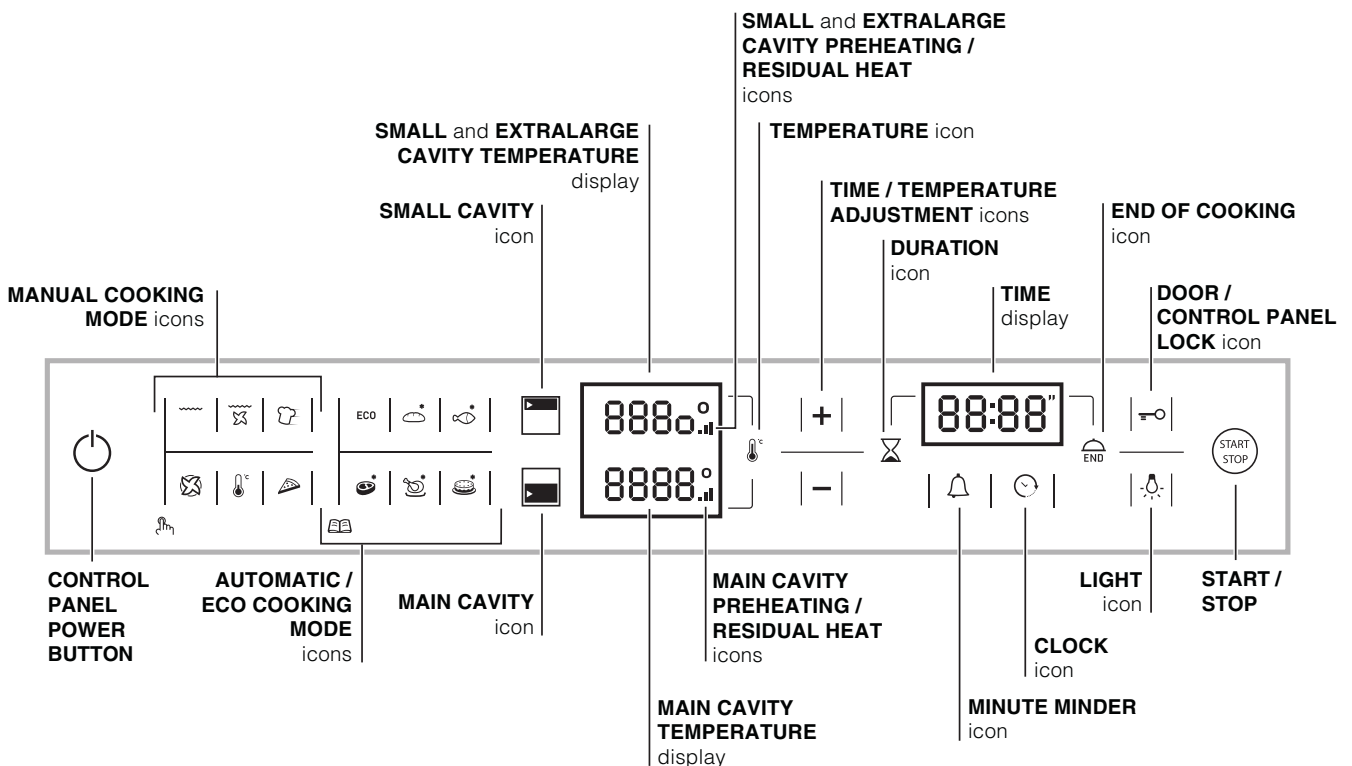 SMALL and EXTRALARGE
CAVITY PREHEATING /
RESIDUAL HEAT
icons
SMALL and EXTRALARGE
CAVITY TEMPERATURE
display
TEMPERATURE icon
SMALL CAVITY
icon
TIME / TEMPERATURE
ADJUSTMENT icons
END OF COOKING
icon
DURATION
icon
MANUAL COOKING
MODE icons
TIME
display
DOOR /
CONTROL PANEL
LOCK icon
ECO
888o°
°c
+
88:88"
END
START
STOP
°c
8888°
−
CONTROL
PANEL
POWER
BUTTON
AUTOMATIC /
ECO COOKING
MODE
icons
MAIN CAVITY
icon
MAIN CAVITY
PREHEATING /
RESIDUAL HEAT
icons
LIGHT
icon
START /
STOP
CLOCK
icon
MAIN CAVITY
TEMPERATURE
display
MINUTE MINDER
icon